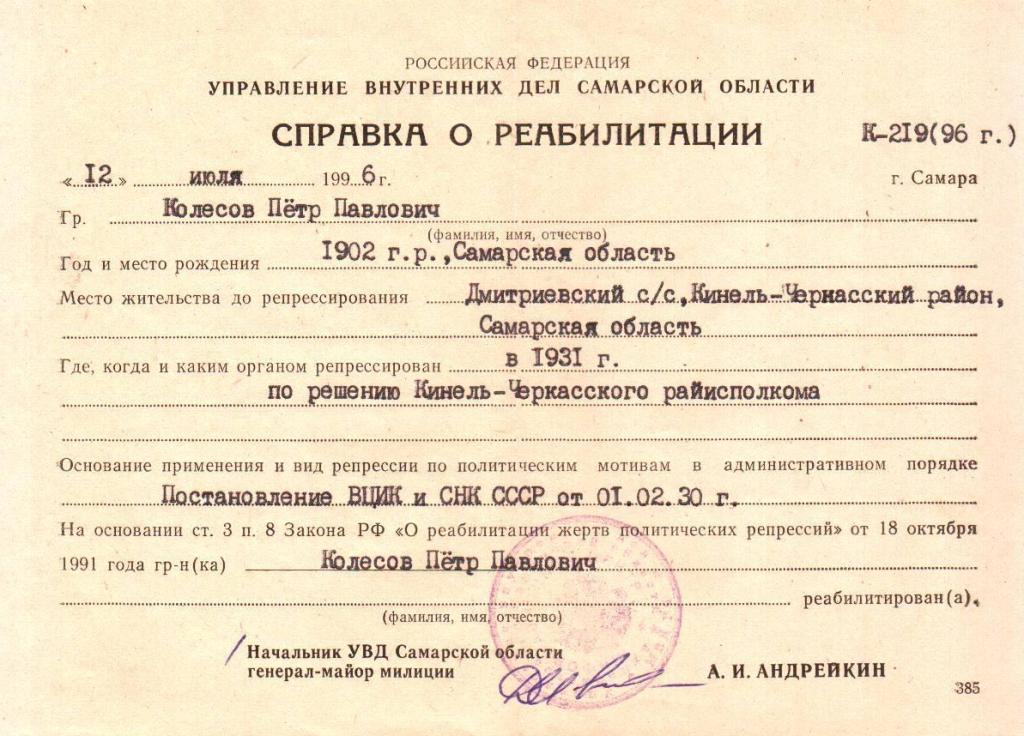 РОССИЙСКАЯ ФЕДЕРАЦИЯ
УПРАВЛЕНИЕ ВНУТРЕННИХ ДЕЛ САМАРСКОЙ ОБЛАСТИ
СПРАВКА О РЕАБИЛИТАЦИИ К-219(96 г.)
«12» июля 1996 г. г. Самара
Гр. Колесов Пётр Павлович
(фамилия, имя, отчество)
Год и место рождения 1902 г.р.,Самарская область
Место жительства до репрессирования Дмитриевский с/с,Кинель-Черкасский район,
Самарская область
Где, когда и каким органом репрессирован в 1931 г.
по решению Кинель-Черкасского райисполкома
Основание применения и вид репрессии по политическим мотивам в административном порядке
Постановление ВЦИК и СНК СССР от 01.02.30 г.
На основании ст. 3 п. 8 Закона РФ «О реабилитации жертв политических репрессий» от 18 октября
1991 года гр-н(ка) Колесов Пётр Павлович
реабилитирован(а).
(фамилия, имя, отчество)
Начальник УВД Самарской области
генерал-майор милиции А. И. АНДРЕЙКИН
385